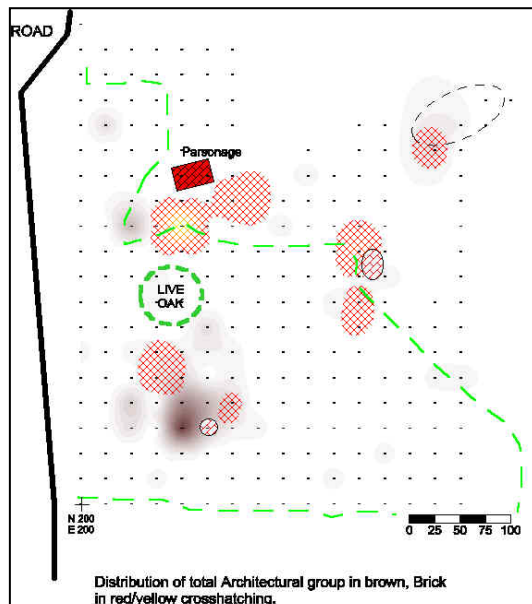 ROAD
Parsonage
LIVE
OAK
N 200
E 200
0 25 50 75 100
Distribution of total Architectural group in brown, Brick
in red/yellow crosshatching.